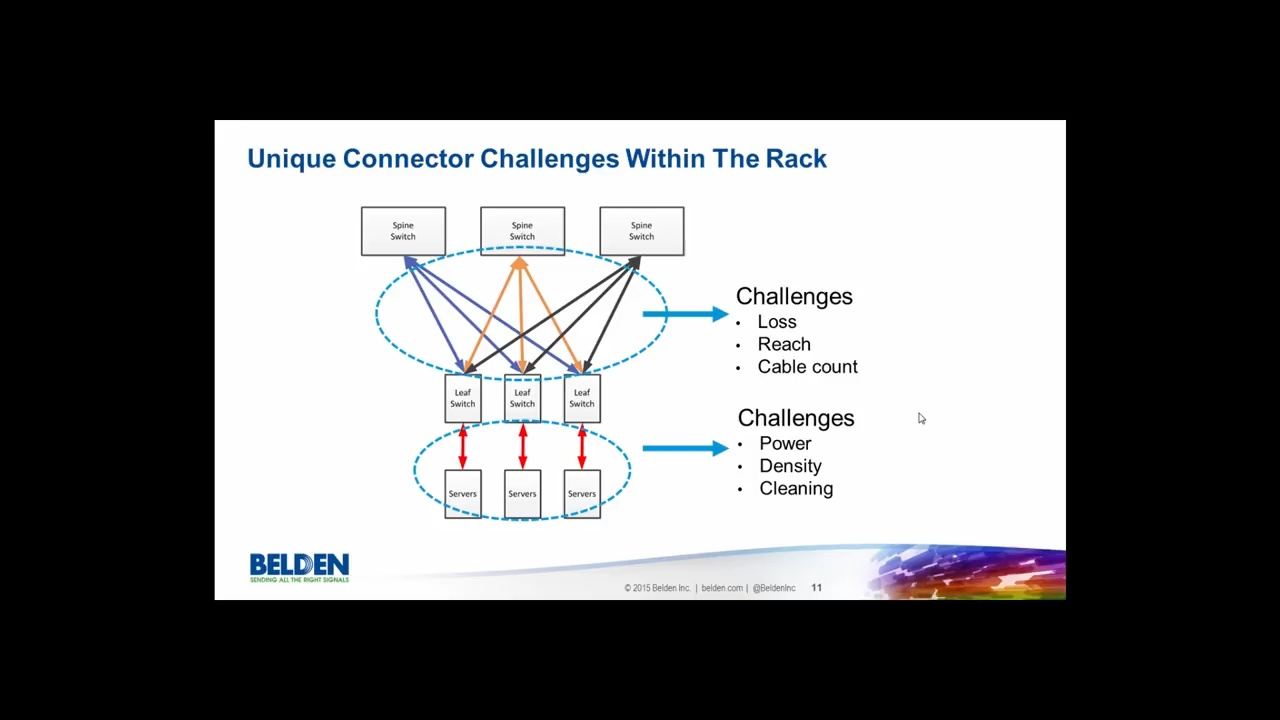 Unique Connector Challenges Within The Rack
Spine
Switch
Spine
Switch
Spine
Switch
Challenges
• Loss
• Reach
• Cable count
Leaf
Switch
Leaf
Switch
Leaf
Switch
Challenges
• Power
• Density
• Cleaning
Servers
Servers
Servers
BELDEN
SENDING ALL THE RIGHT SIGNALS
© 2015 Belden Inc. | belden.com | @BeldenInc 11